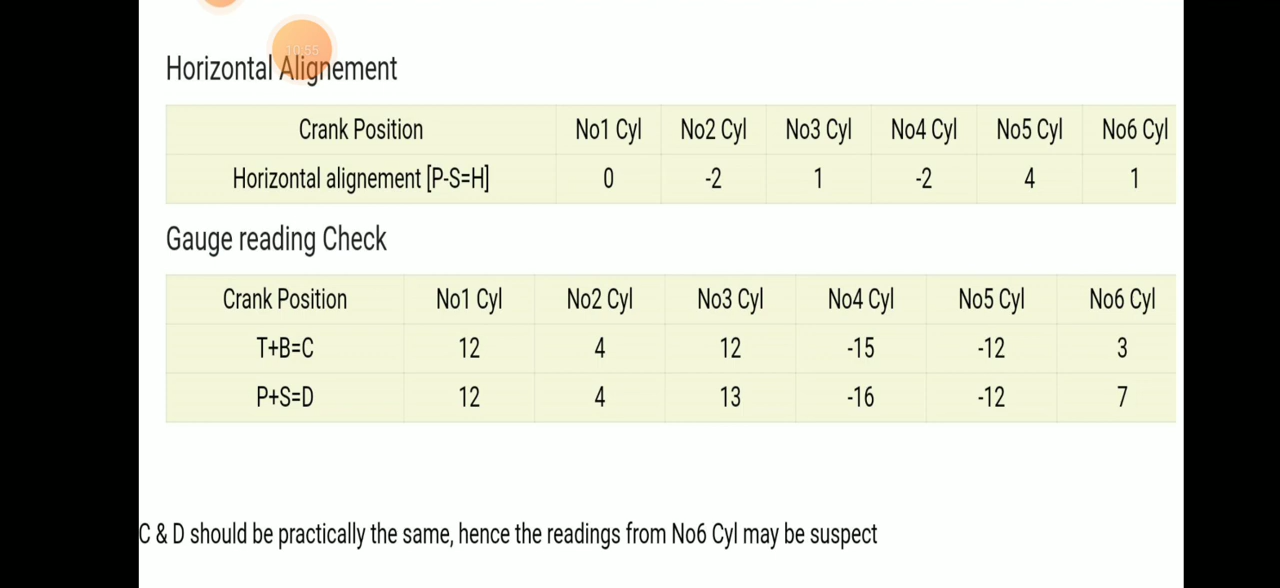 10:55
Horizontal Alignement
Crank Position No1 Cyl No2 Cyl No3 Cyl No4 Cyl No5 Cyl No6 Cyl
Horizontal alignement [P-S=H] 0 -2 1 -2 4 1
Gauge reading Check
Crank Position No1 Cyl No2 Cyl No3 Cyl No4 Cyl No5 Cyl No6 Cyl
T+B=C 12 4 12 -15 -12 3
P+S=D 12 4 13 -16 -12 7
C & D should be practically the same, hence the readings from No6 Cyl may be suspect